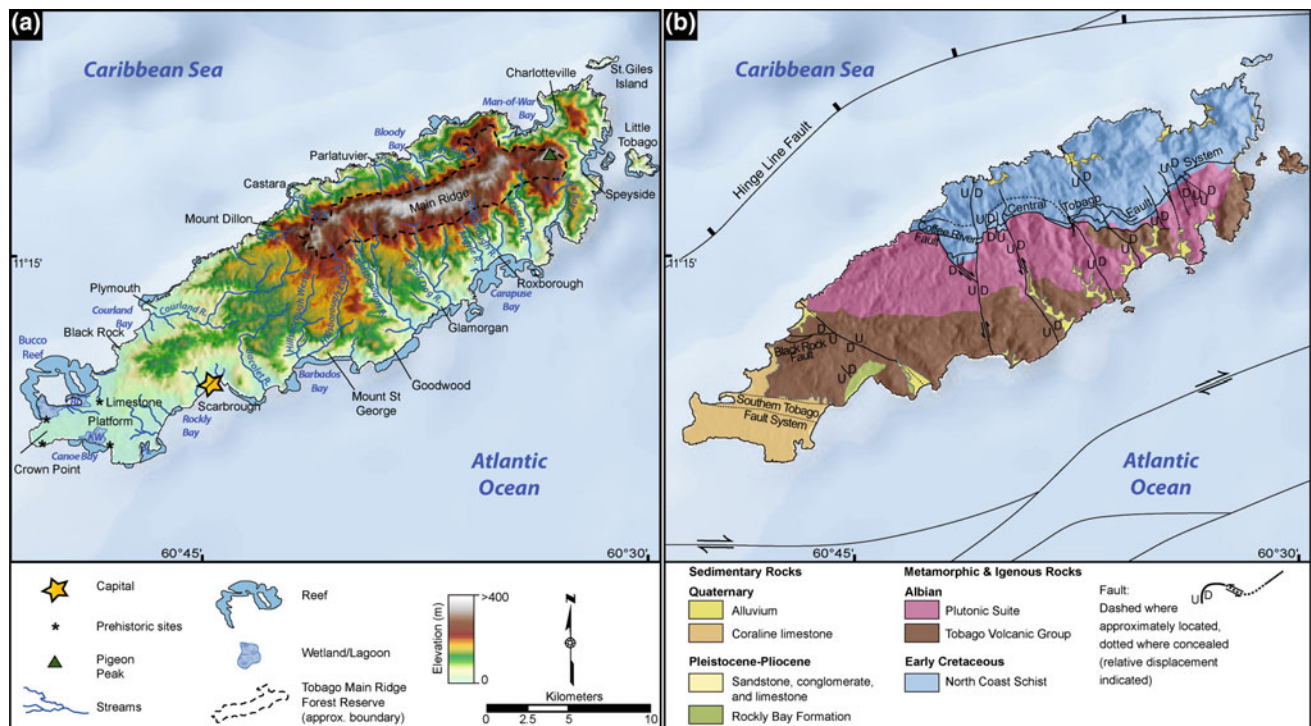 (a)
Caribbean Sea
Charlotteville
St. Giles
Island
Man-of-War
Bay
Bloody
Bay
Little
Tobago
Parlatuvier
Castara
Main Ridge
Speyside
Mount Dillon
11°15'
Plymouth
Roxborough
Courland
Bay
Courland R.
Carapuse
Bay
Black Rock
Glamorgan
Bucco
Reef
Goodwood
Barbados
Bay
Mount St
George
Limestone
Platform
Scarbrough
Rockly
Bay
KW
Canoe Bay
Crown Point
Atlantic
Ocean
60°45'
60°30'
Capital
Prehistoric sites
Pigeon
Peak
Streams
Reef
Wetland/Lagoon
Tobago Main Ridge
Forest Reserve
(approx. boundary)
Elevation (m)
>400
0
N
Kilometers
0 2.5 5 10
(b)
Caribbean Sea
Hinge Line Fault
U D
U D
U D
System
U D
Central
Tobago
Fault
Coffee River
Fault
D U
D U
U D
U D
11°15'
Black Rock
Fault
D
U
D
U
U D
U D
Southern Tobago
Fault System
Atlantic
Ocean
60°45'
60°30'
Sedimentary Rocks
Quaternary
Alluvium
Coraline limestone
Pleistocene-Pliocene
Sandstone, conglomerate,
and limestone
Rockly Bay Formation
Metamorphic & Igenous Rocks
Albian
Plutonic Suite
Tobago Volcanic Group
Early Cretaceous
North Coast Schist
Fault:
Dashed where
approximately located,
dotted where concealed
(relative displacement
indicated)
U D